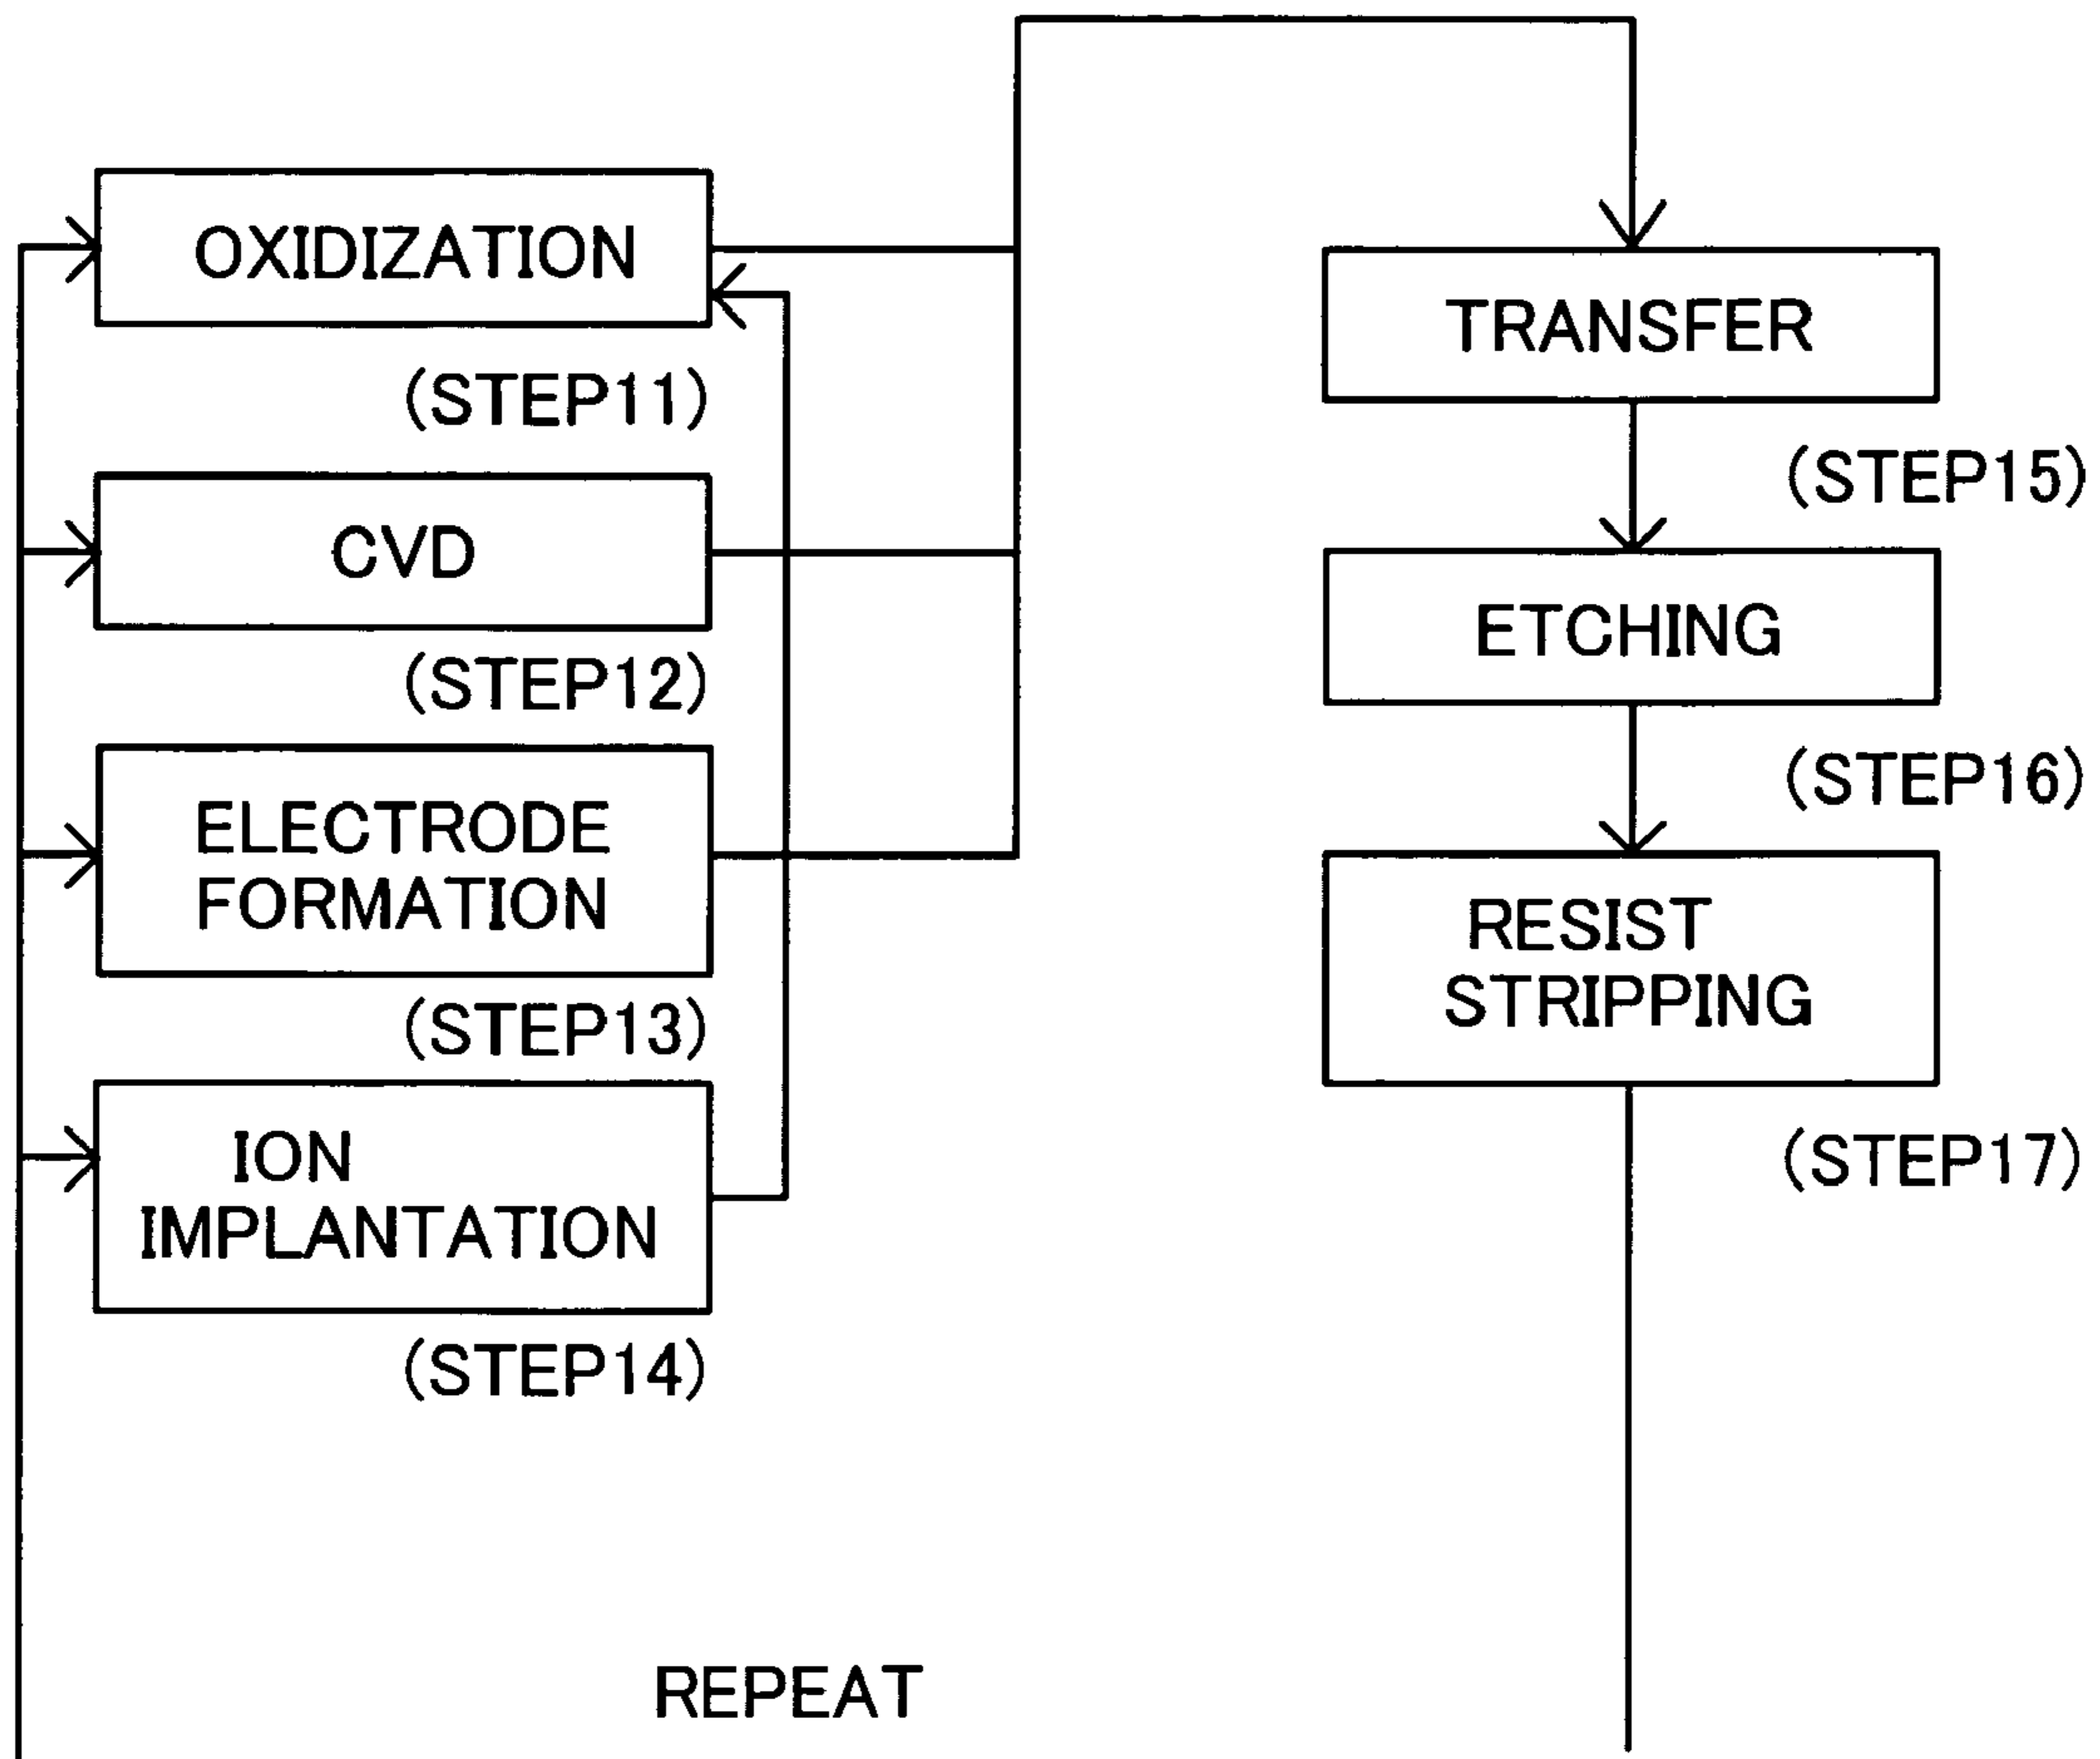 OXIDIZATION
(STEP11)
CVD
(STEP12)
ELECTRODE
FORMATION
(STEP13)
ION
IMPLANTATION
(STEP14)
TRANSFER
(STEP15)
ETCHING
(STEP16)
RESIST
STRIPPING
(STEP17)
REPEAT